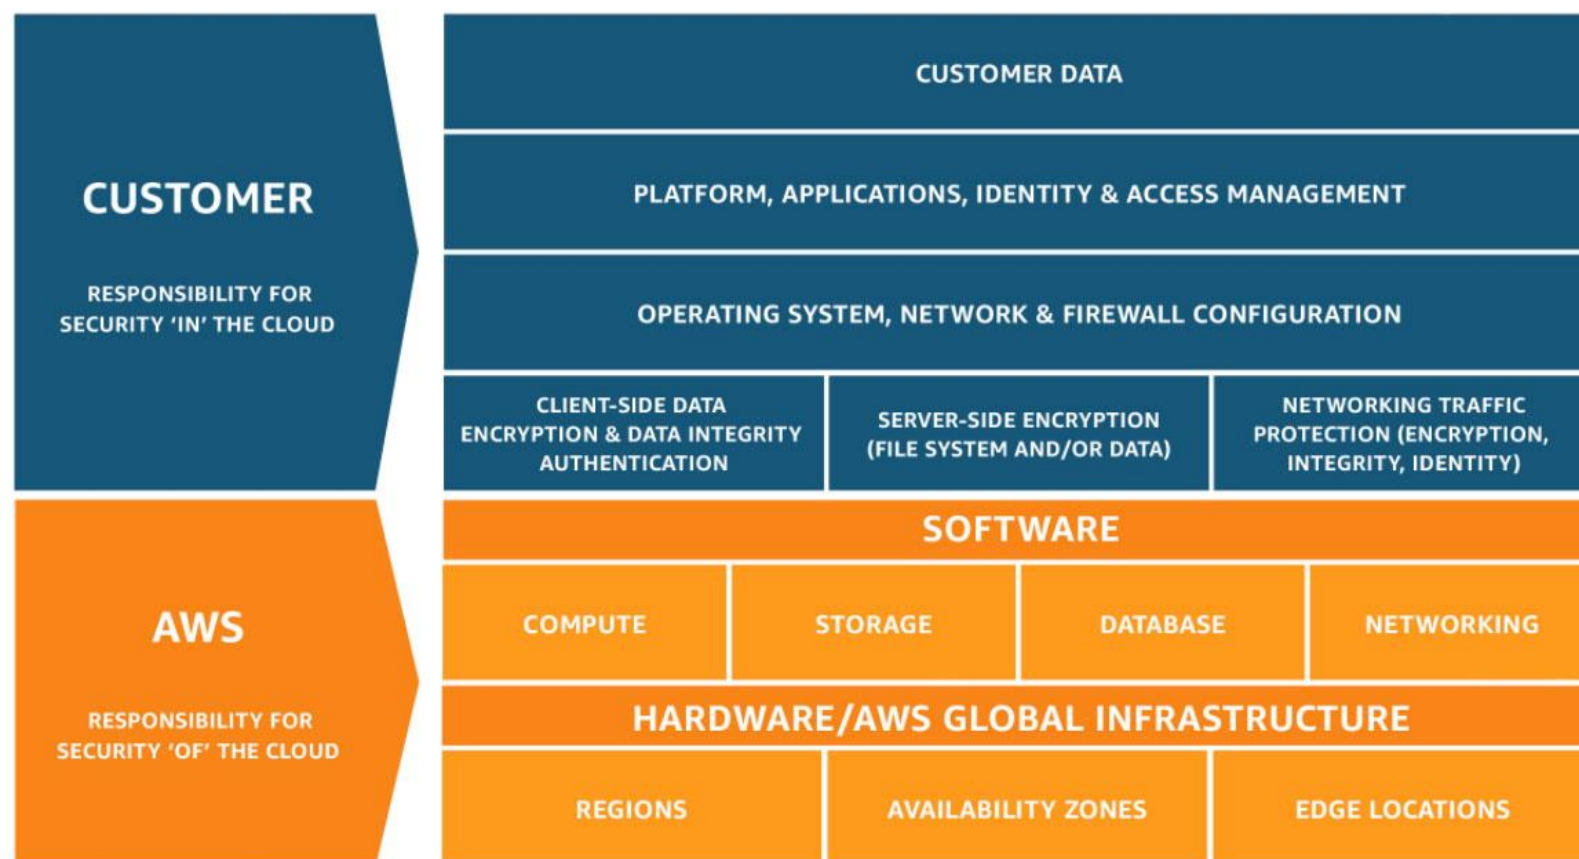 CUSTOMER
RESPONSIBILITY FOR
SECURITY ‘IN’ THE CLOUD
CUSTOMER DATA
PLATFORM, APPLICATIONS, IDENTITY & ACCESS MANAGEMENT
OPERATING SYSTEM, NETWORK & FIREWALL CONFIGURATION
CLIENT-SIDE DATA
ENCRYPTION & DATA INTEGRITY
AUTHENTICATION
SERVER-SIDE ENCRYPTION
(FILE SYSTEM AND/OR DATA)
NETWORKING TRAFFIC
PROTECTION (ENCRYPTION,
INTEGRITY, IDENTITY)
AWS
RESPONSIBILITY FOR
SECURITY ‘OF’ THE CLOUD
SOFTWARE
COMPUTE
STORAGE
DATABASE
NETWORKING
HARDWARE/AWS GLOBAL INFRASTRUCTURE
REGIONS
AVAILABILITY ZONES
EDGE LOCATIONS